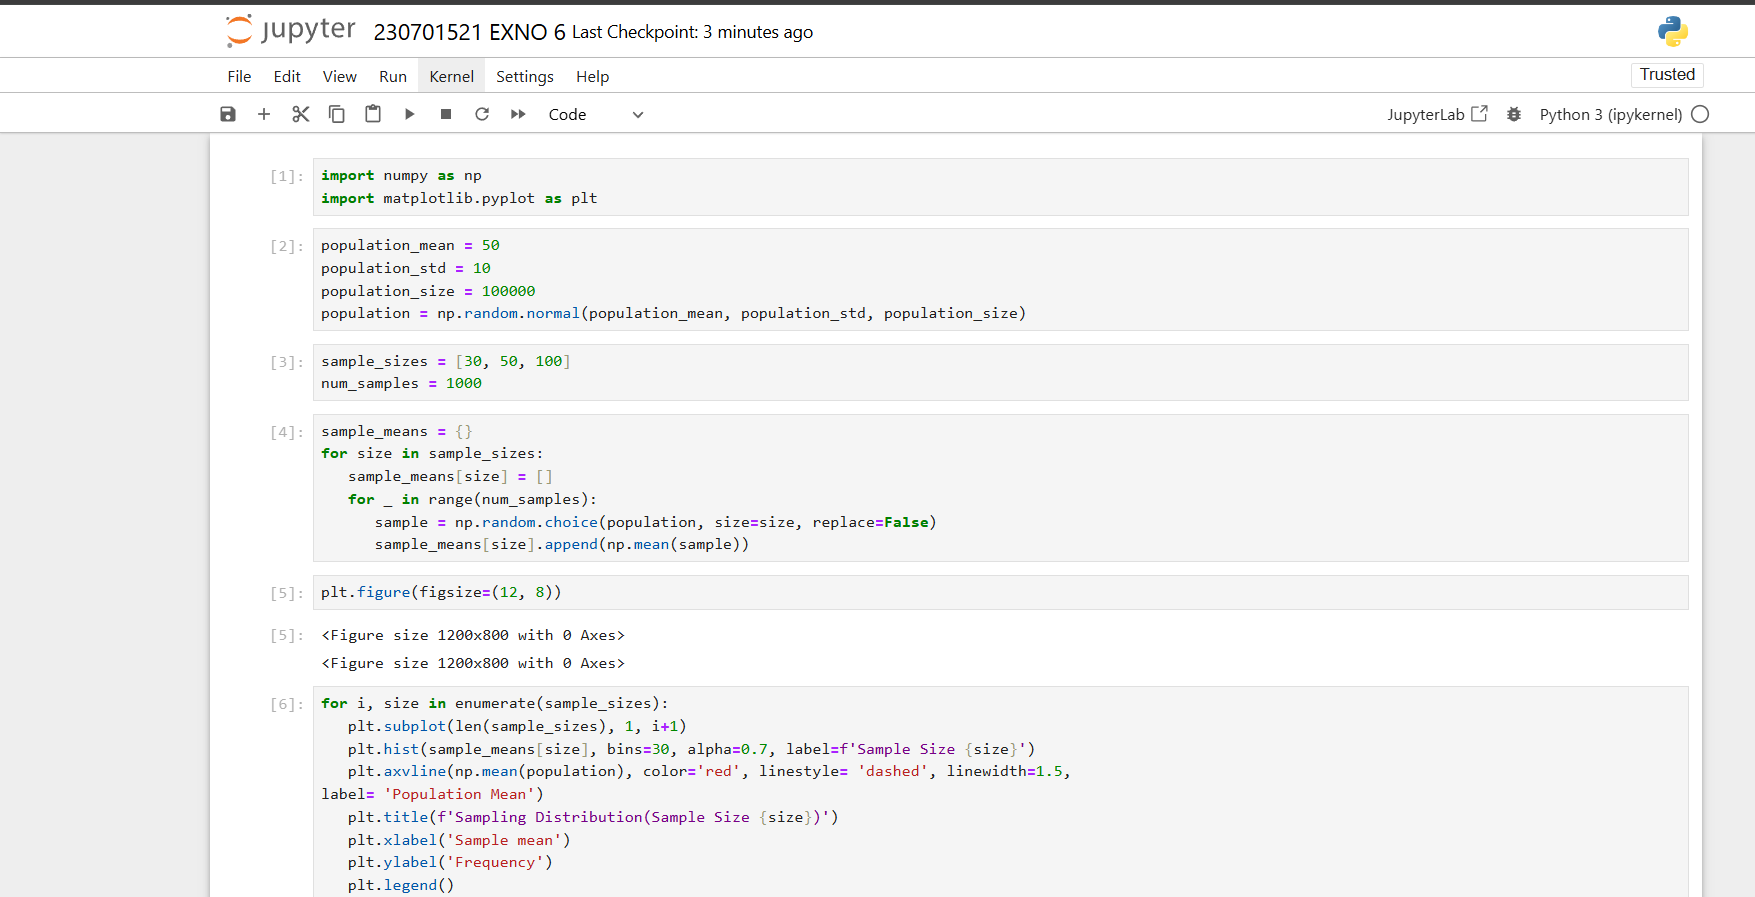 jupyter 230701521 EXNO 6 Last Checkpoint: 3 minutes ago
File Edit View Run Kernel Settings Help
Trusted
Code
JupyterLab Python 3 (ipykernel)
[1]: import numpy as np
import matplotlib.pyplot as plt
[2]: population_mean = 50
population_std = 10
population_size = 100000
population = np.random.normal(population_mean, population_std, population_size)
[3]: sample_sizes = [30, 50, 100]
num_samples = 1000
[4]: sample_means = {}
for size in sample_sizes:
   sample_means[size] = []
   for _ in range(num_samples):
      sample = np.random.choice(population, size=size, replace=False)
      sample_means[size].append(np.mean(sample))
[5]: plt.figure(figsize=(12, 8))
[5]: <Figure size 1200x800 with 0 Axes>
<Figure size 1200x800 with 0 Axes>
[6]: for i, size in enumerate(sample_sizes):
   plt.subplot(len(sample_sizes), 1, i+1)
   plt.hist(sample_means[size], bins=30, alpha=0.7, label=f'Sample Size {size}')
   plt.axvline(np.mean(population), color='red', linestyle= 'dashed', linewidth=1.5,
label= 'Population Mean')
   plt.title(f'Sampling Distribution(Sample Size {size})')
   plt.xlabel('Sample mean')
   plt.ylabel('Frequency')
   plt.legend()